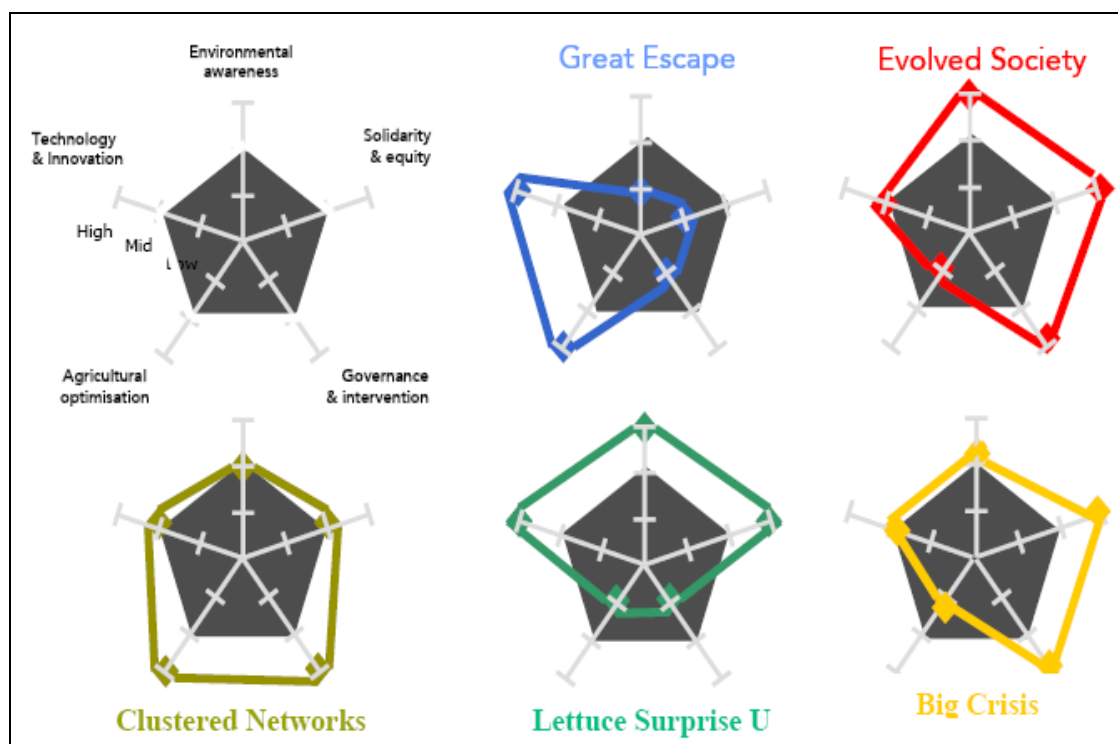 Environmental
awareness
Great Escape
Evolved Society
Technology
& Innovation
Solidarity
& equity
High
Mid
Low
Agricultural
optimisation
Governance
& intervention
Clustered Networks
Lettuce Surprise U
Big Crisis